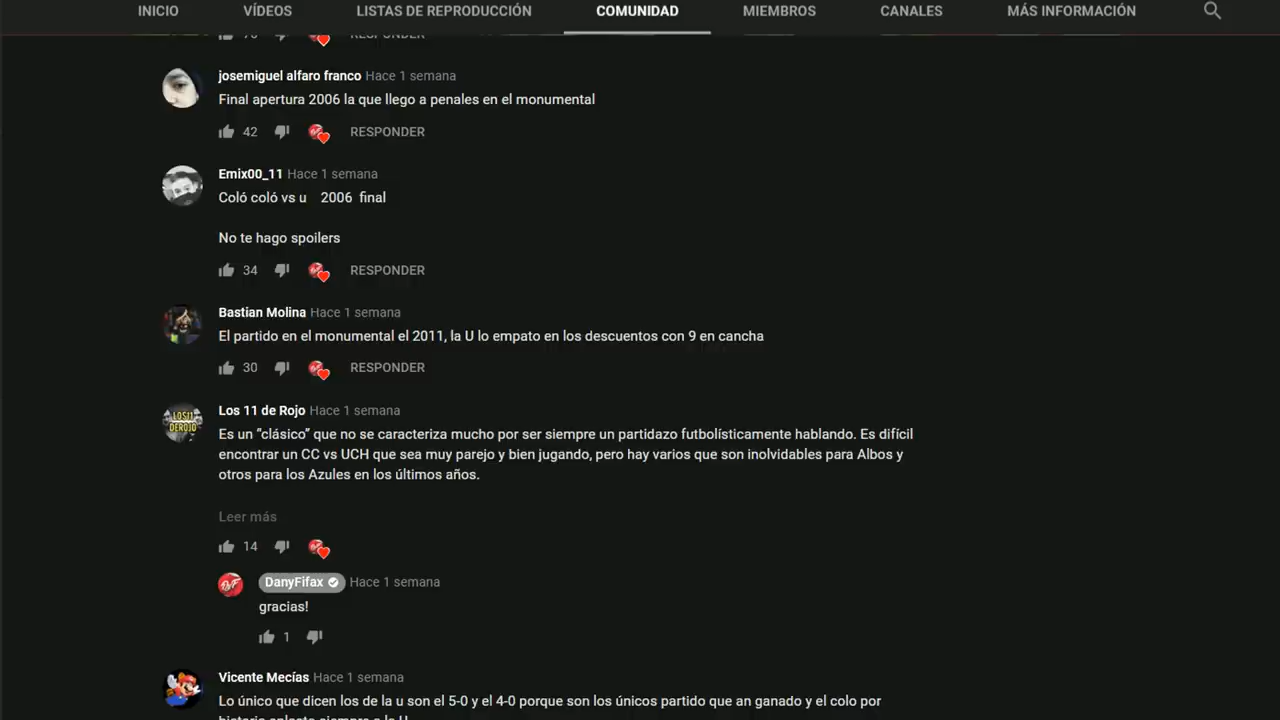 INICIO VÍDEOS LISTAS DE REPRODUCCIÓN COMUNIDAD MIEMBROS CANALES MÁS INFORMACIÓN
RESPONDER
josemiguel alfaro franco Hace 1 semana
Final apertura 2006 la que llego a penales en el monumental
42 RESPONDER
Emix00_11 Hace 1 semana
Coló coló vs u 2006 final
No te hago spoilers
34 RESPONDER
Bastian Molina Hace 1 semana
El partido en el monumental el 2011, la U lo empato en los descuentos con 9 en cancha
30 RESPONDER
LOS11
DEROJO
Los 11 de Rojo Hace 1 semana
Es un “clásico” que no se caracteriza mucho por ser siempre un partidazo futbolísticamente hablando. Es difícil
encontrar un CC vs UCH que sea muy parejo y bien jugando, pero hay varios que son inolvidables para Albos y
otros para los Azules en los últimos años.
Leer más
14
DanyFifax Hace 1 semana
gracias!
1
Vicente Mecías Hace 1 semana
Lo único que dicen los de la u son el 5-0 y el 4-0 porque son los únicos partido que an ganado y el colo por